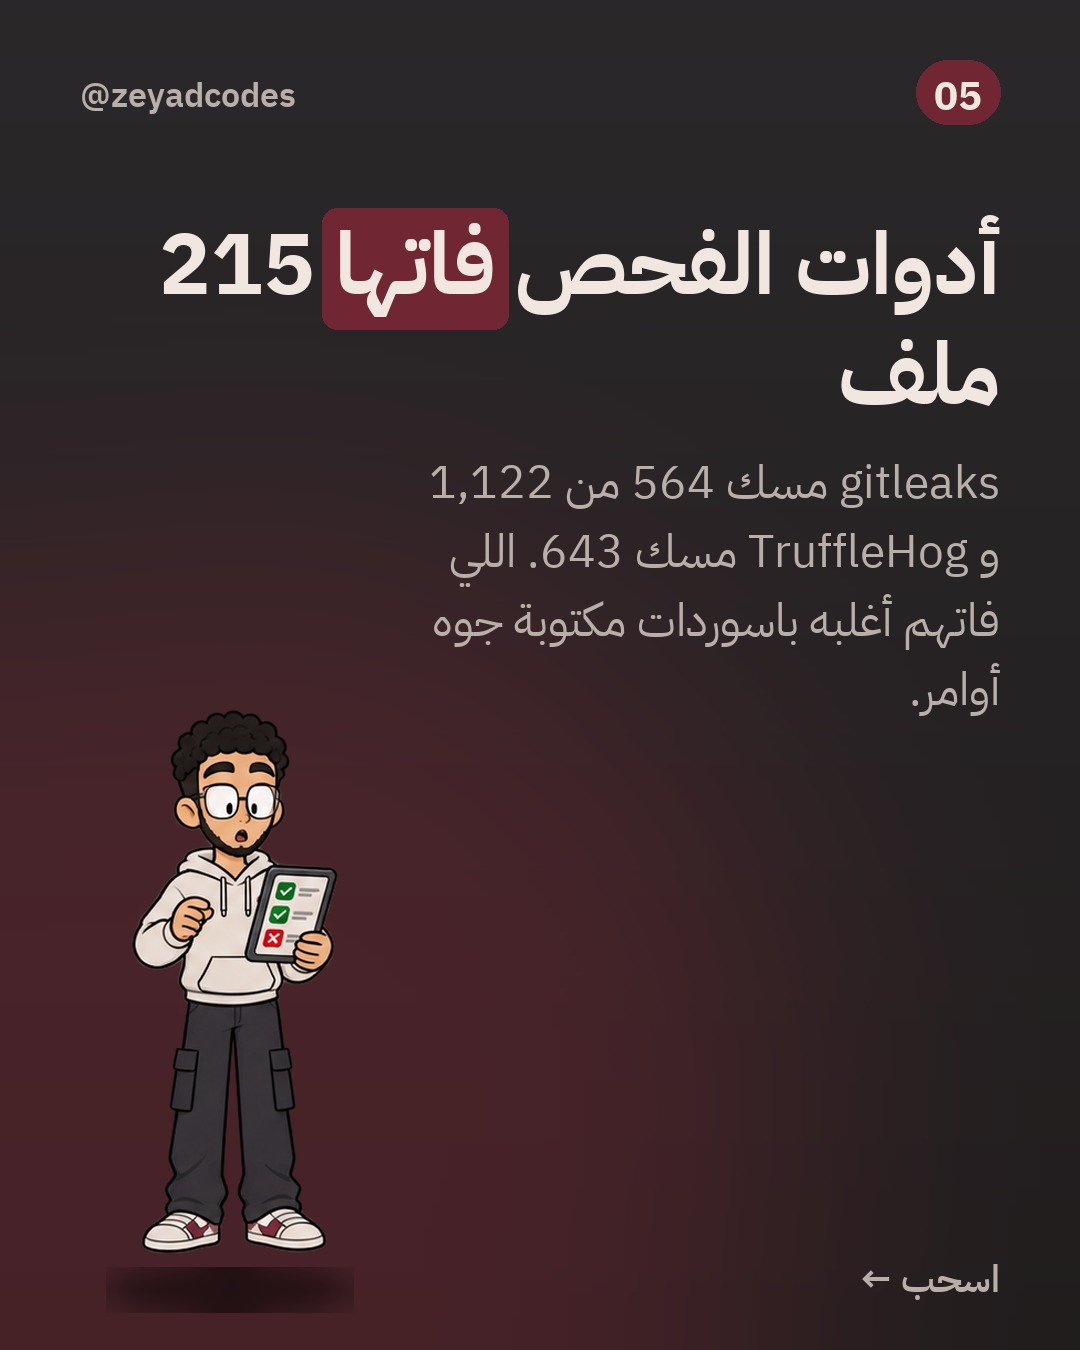 @zeyadcodes
05
أدوات الفحص فاتها 215
ملف
gitleaks مسك 564 من 1,122
و TruffleHog مسك 643. اللي
فاتهم أغلبه باسوردات مكتوبة جوه
أوامر.
اسحب ←